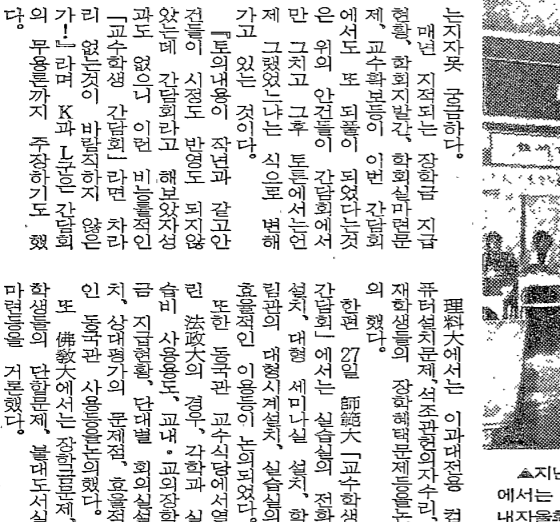 는지자못 궁금하다.
매년 지적되는 장학금 지급
현황, 학회지발간, 학회실마련문
제, 교수확보등이 이번 간담회
에서도 또 되풀이 되었다는것
은 위의 안건들이 간담회에서
만 그치고 그후 토론에서는언
제 그랬었느냐는 식으로 변해
가고 있는 것이다.
『토의내용이 작년과 같고안
건들이 시정도 반영도 되지않
았는데 간담회라고 해보았자성
과도 없으니 이런 비능률적인
「교수학생 간담회」라면 차라
리 없는것이 바람직하지 않은
가!』라며 K과 L군은 간담회
의 무용론까지 주장하기도 했
다.
理科大에서는 이과대전용 컴
퓨터설치문제, 석조관헌의자수리,
재학생들의 장학혜택문제등을논
의 했다.
한편 27일 師範大 「교수학생
간담회」에서는 실습실의 전환
설치, 대형 세미나실 설치, 학
림관의 대형시계설치, 실습실의
효율적인 이용등이 논의되었다.
또한 동국관 교수식당에서열
린 法政大의 경우, 각학과 실
습비 사용용도, 교내·교외장학
금 지급현황, 단대별 회의실설
치, 상대평가의 문제점, 효율적
인 동국관 사용등을논의했다.
또 佛敎大에서는 장학금문제,
학생들의 단합문제, 불대도서실
마련등을 거론했다.
▲지난
에서는